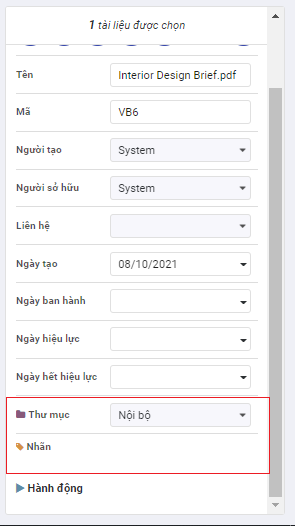 1 tài liệu được chọn
Tên Interior Design Brief.pdf
Mã VB6
Người tạo System
Người sở hữu System
Liên hệ
Ngày tạo 08/10/2021
Ngày ban hành
Ngày hiệu lực
Ngày hết hiệu lực
Thư mục Nội bộ
Nhãn
Hành động